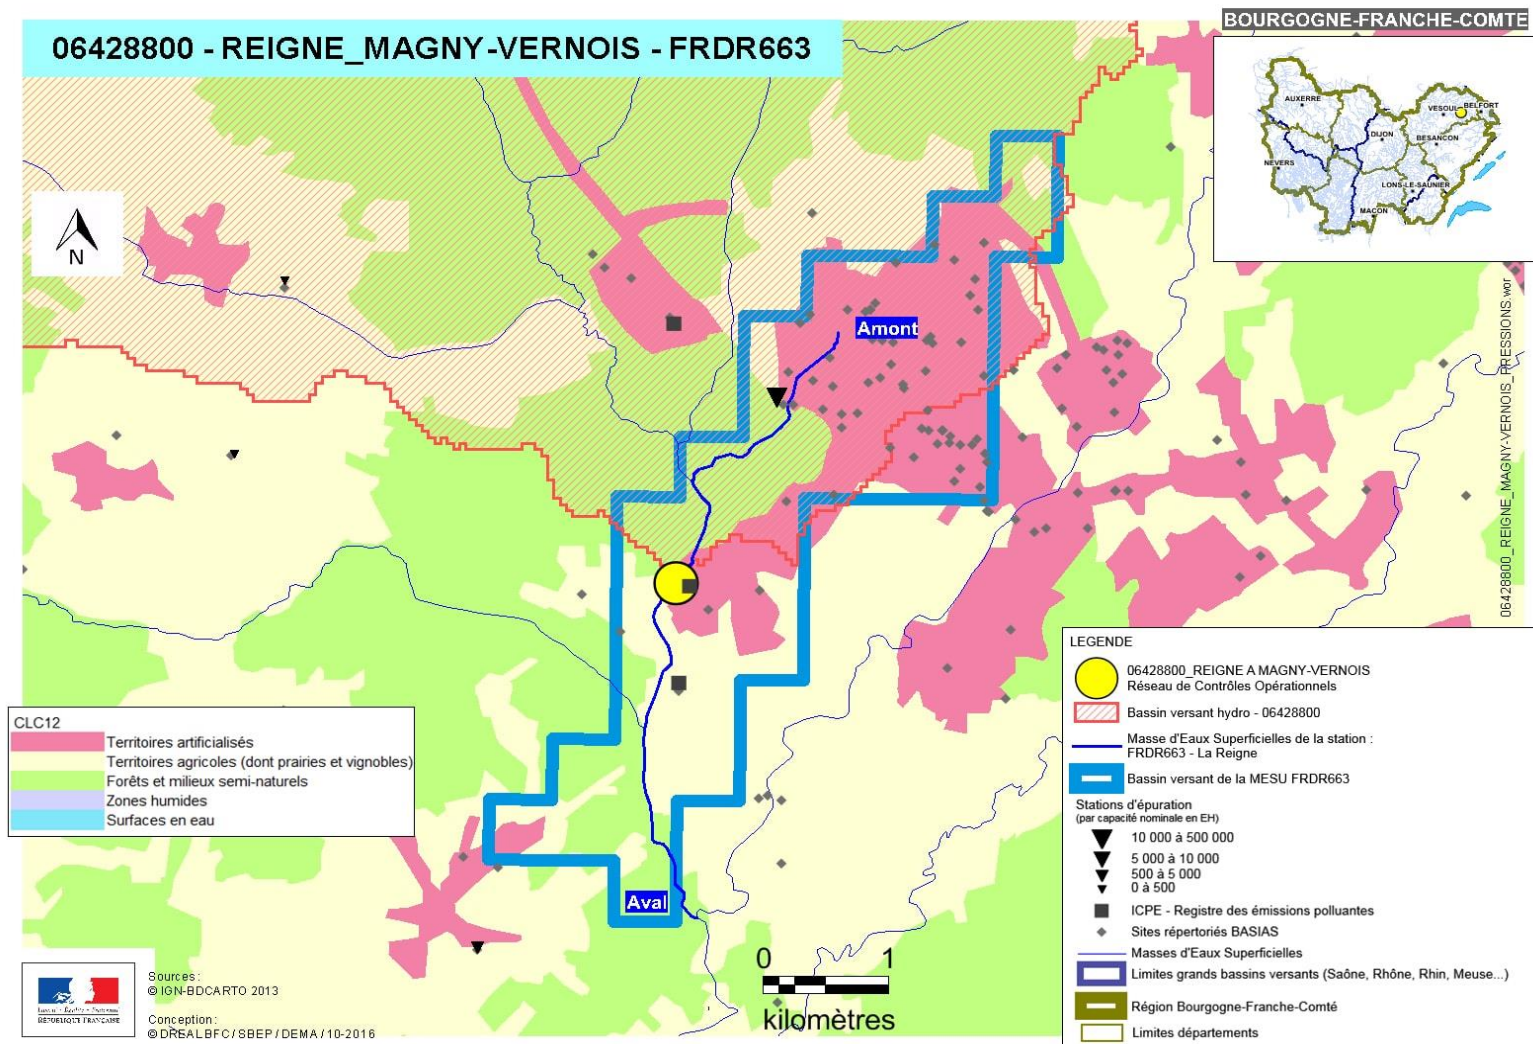 BOURGOGNE-FRANCHE-COMTE
06428800 - REIGNE_MAGNY-VERNOIS - FRDR663
AUXERRE
VESOUL
BELFORT
DIJON
BESANCON
NEVERS
LONS-LE-SAUNIER
MACON
N
Amont
Aval
06428800_REIGNE_MAGNY-VERNOIS_PRESSIONS.wor
CLC12
Territoires artificialisés
Territoires agricoles (dont prairies et vignobles)
Forêts et milieux semi-naturels
Zones humides
Surfaces en eau
LEGENDE
06428800_REIGNE A MAGNY-VERNOIS
Réseau de Contrôles Opérationnels
Bassin versant hydro - 06428800
Masse d'Eaux Superficielles de la station :
FRDR663 - La Reigne
Bassin versant de la MESU FRDR663
Stations d'épuration
(par capacité nominale en EH)
10 000 à 500 000
5 000 à 10 000
500 à 5 000
0 à 500
ICPE - Registre des émissions polluantes
Sites répertoriés BASIAS
Masses d'Eaux Superficielles
Limites grands bassins versants (Saône, Rhône, Rhin, Meuse...)
Région Bourgogne-Franche-Comté
Limites départements
0 1
kilomètres
Liberté • Égalité • Fraternité
RÉPUBLIQUE FRANÇAISE
Sources :
© IGN-BDCARTO 2013
Conception :
© DREAL BFC / SBEP / DEMA / 10-2016